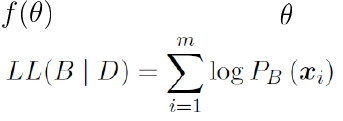 f(θ) θ
LL(B | D) = ∑_{i=1}^{m} log P_B (x_i)